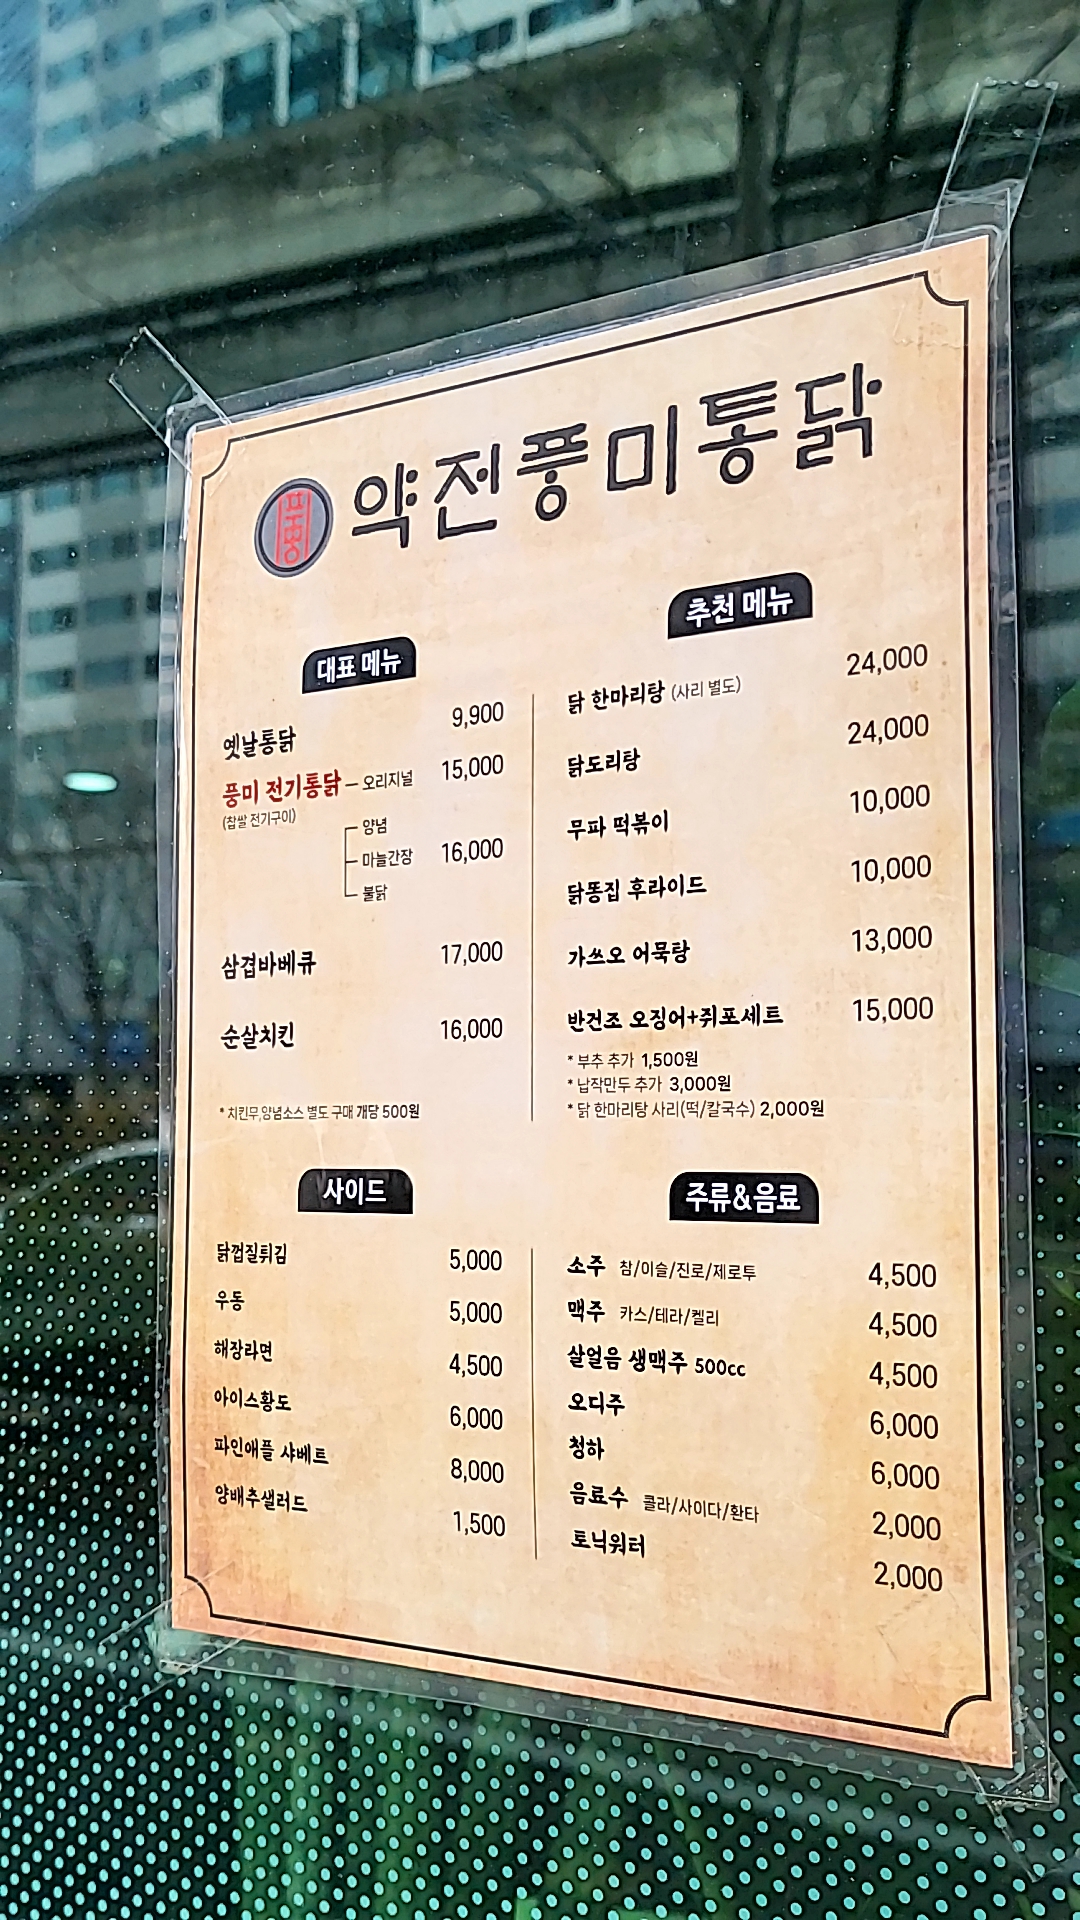 풍미
약전풍미통닭
대표 메뉴
옛날통닭 9,900
풍미 전기통닭 오리지널 15,000
(찹쌀 전기구이)
양념
마늘간장 16,000
불닭
삼겹바베큐 17,000
순살치킨 16,000
* 치킨무,양념소스 별도 구매 개당 500원
추천 메뉴
닭 한마리탕 (사리 별도) 24,000
닭도리탕 24,000
무파 떡볶이 10,000
닭똥집 후라이드 10,000
가쓰오 어묵탕 13,000
반건조 오징어+쥐포세트 15,000
* 부추 추가 1,500원
* 납작만두 추가 3,000원
* 닭 한마리탕 사리(떡/칼국수) 2,000원
사이드
닭껍질튀김 5,000
우동 5,000
해장라면 4,500
아이스황도 6,000
파인애플 샤베트 8,000
양배추샐러드 1,500
주류&음료
소주 참/이슬/진로/제로투 4,500
맥주 카스/테라/켈리 4,500
살얼음 생맥주 500cc 4,500
오디주 6,000
청하 6,000
음료수 콜라/사이다/환타 2,000
토닉워터 2,000